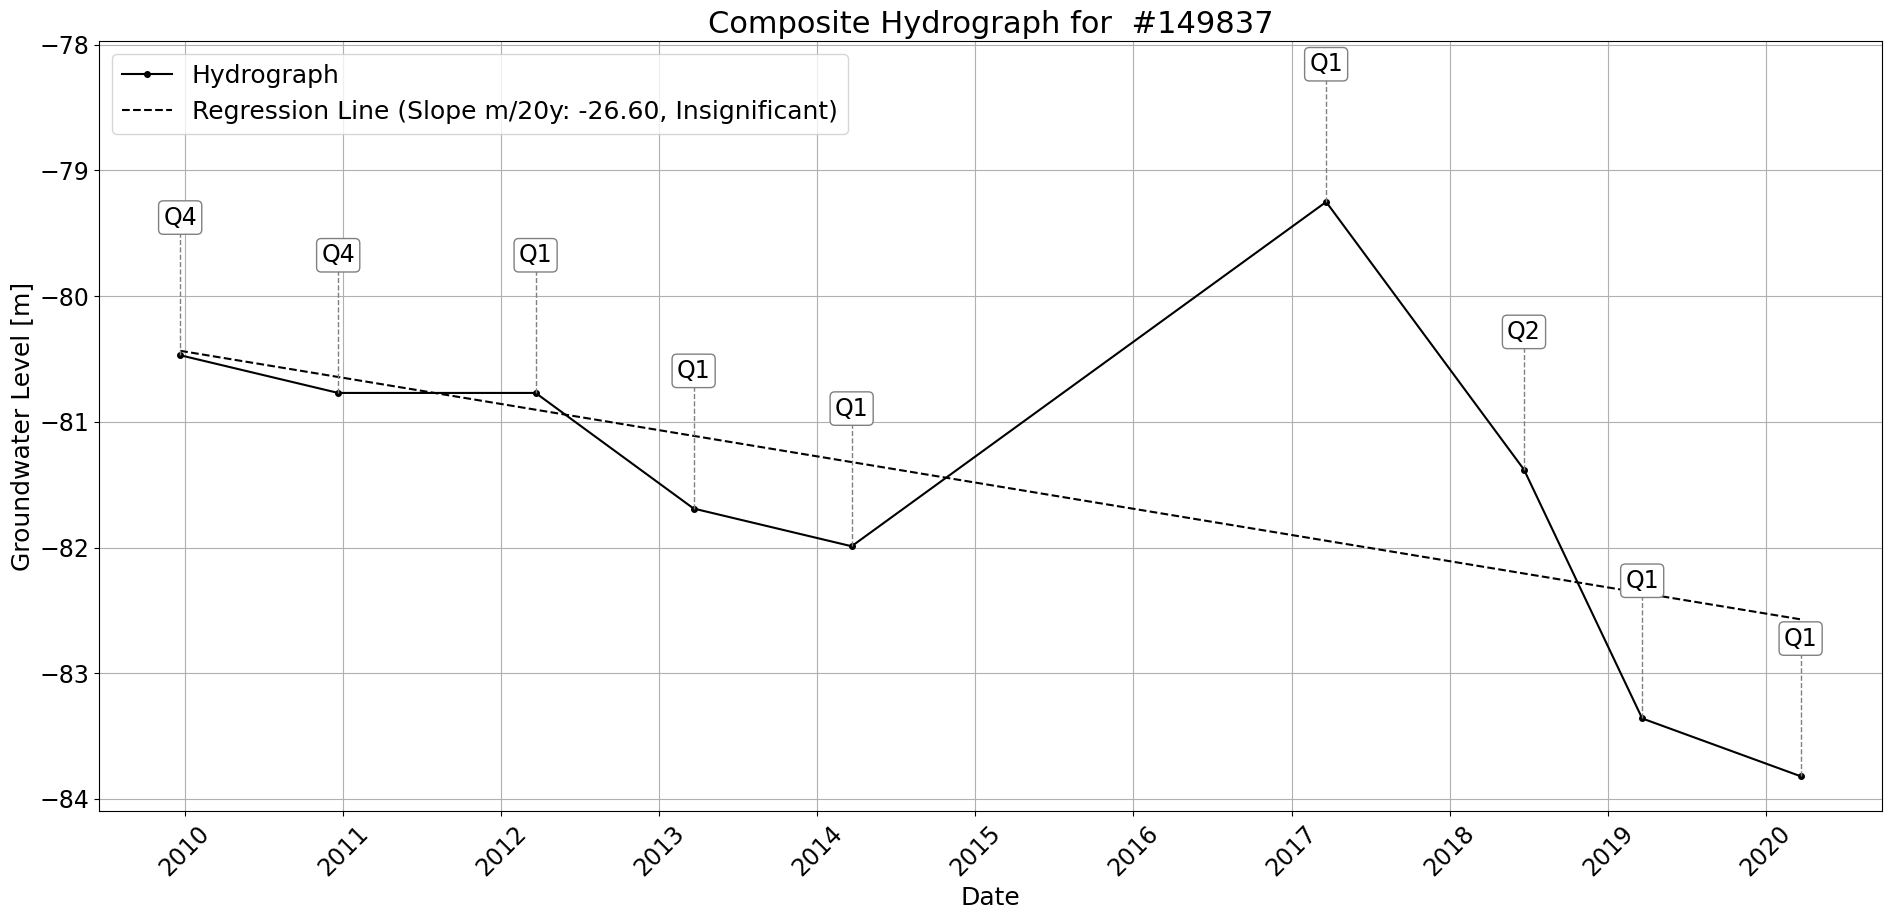 Composite Hydrograph for  #149837
Hydrograph
Regression Line (Slope m/20y: -26.60, Insignificant)
Q4
Q4
Q1
Q1
Q1
Q1
Q2
Q1
Q1
Groundwater Level [m]
−78
−79
−80
−81
−82
−83
−84
2010
2011
2012
2013
2014
2015
2016
2017
2018
2019
2020
Date